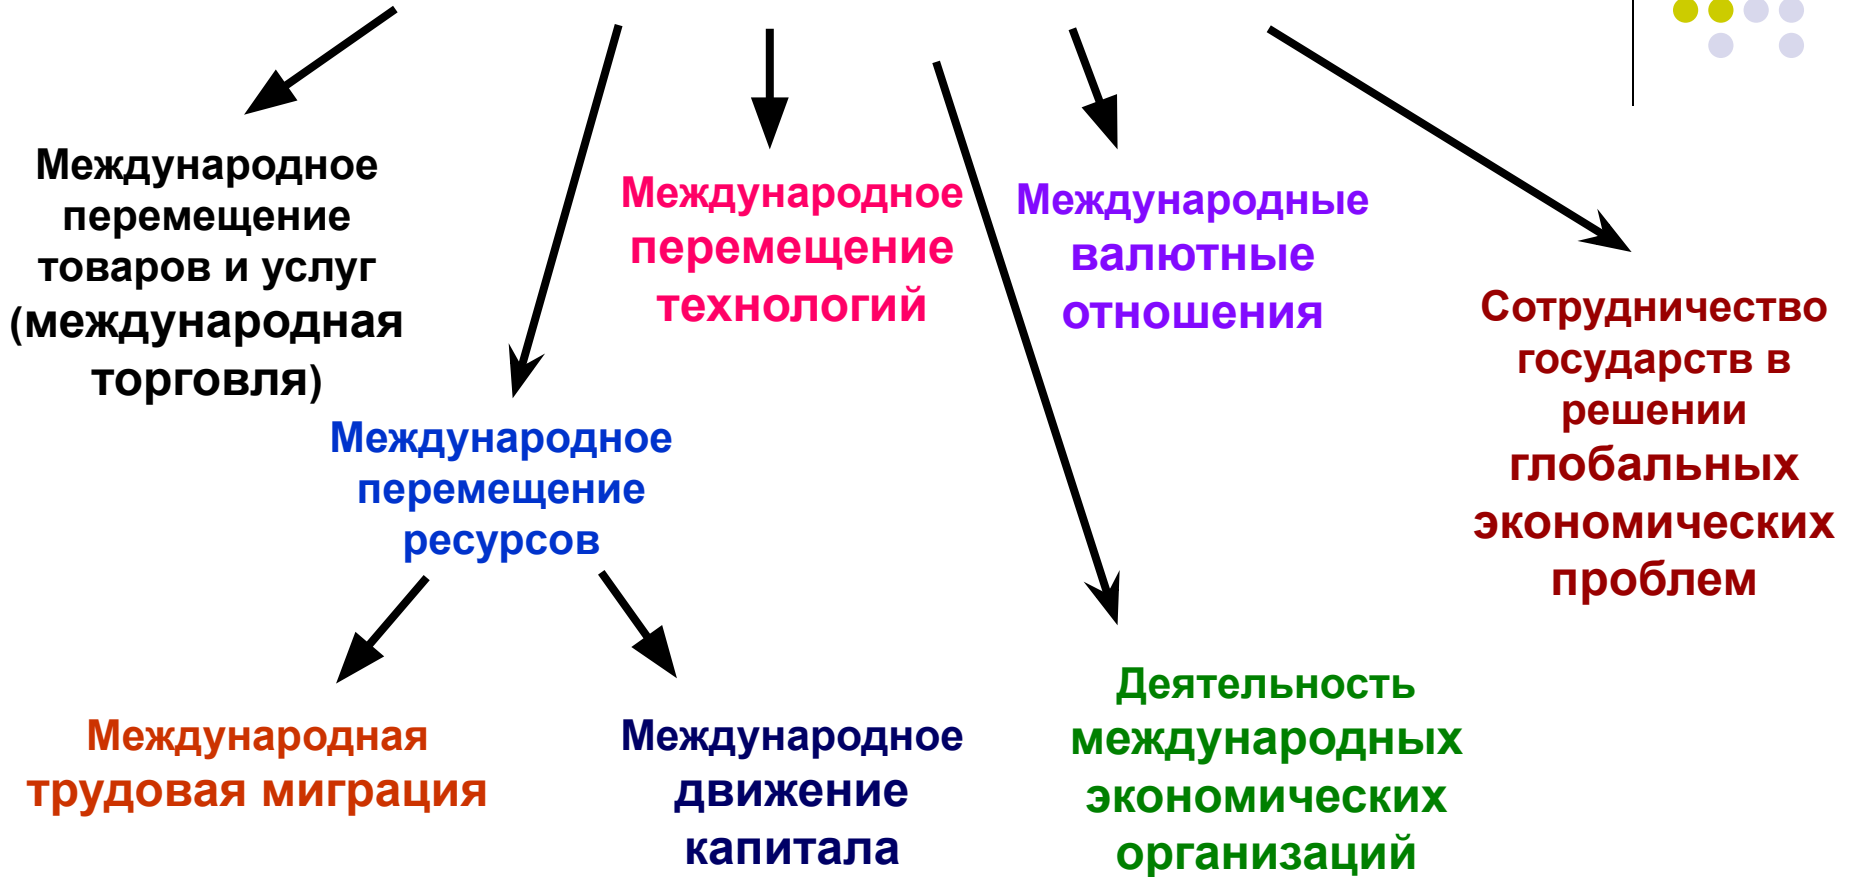 Международное
перемещение
товаров и услуг
(международная
торговля)
Международное
перемещение
технологий
Международные
валютные
отношения
Сотрудничество
государств в
решении
глобальных
экономических
проблем
Международное
перемещение
ресурсов
Международная
трудовая миграция
Международное
движение
капитала
Деятельность
международных
экономических
организаций